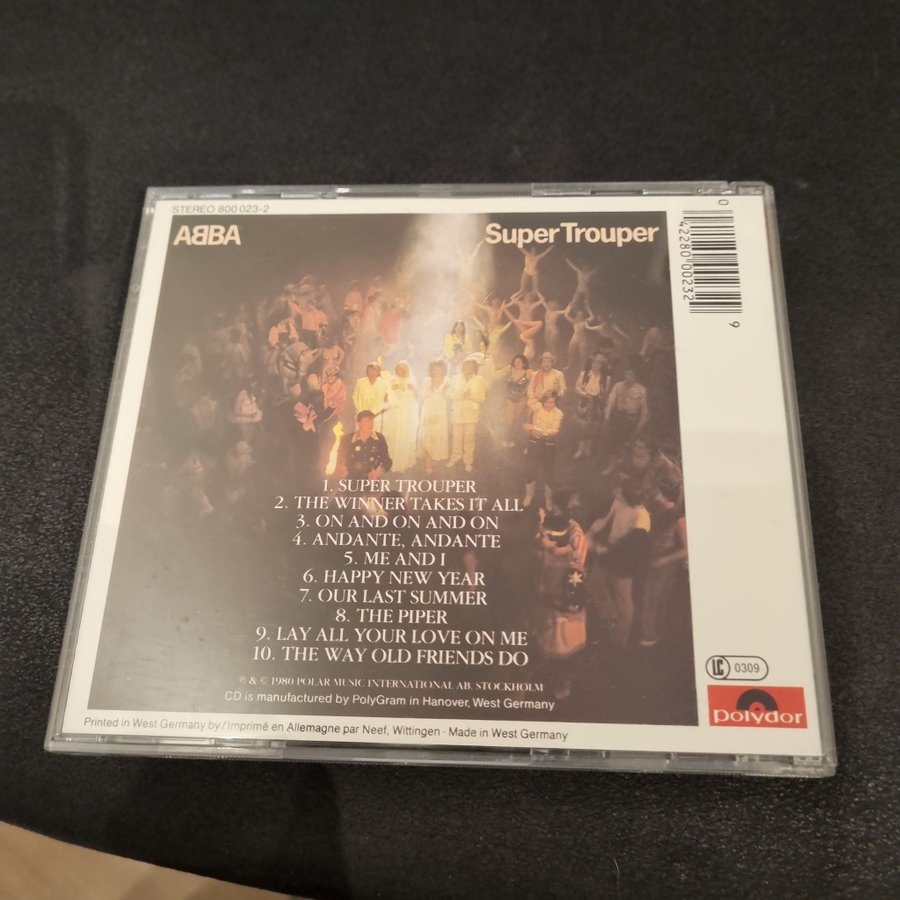 STEREO 800 023-2
ABBA
Super Trouper
0
42280 00232
9
1. SUPER TROUPER
2. THE WINNER TAKES IT ALL
3. ON AND ON AND ON
4. ANDANTE, ANDANTE
5. ME AND I
6. HAPPY NEW YEAR
7. OUR LAST SUMMER
8. THE PIPER
9. LAY ALL YOUR LOVE ON ME
10. THE WAY OLD FRIENDS DO
℗ & © 1980 POLAR MUSIC INTERNATIONAL AB, STOCKHOLM
CD is manufactured by PolyGram in Hanover, West Germany
LC 0309
polydor
Printed in West Germany by / Imprimé en Allemagne par Neef, Wittingen · Made in West Germany